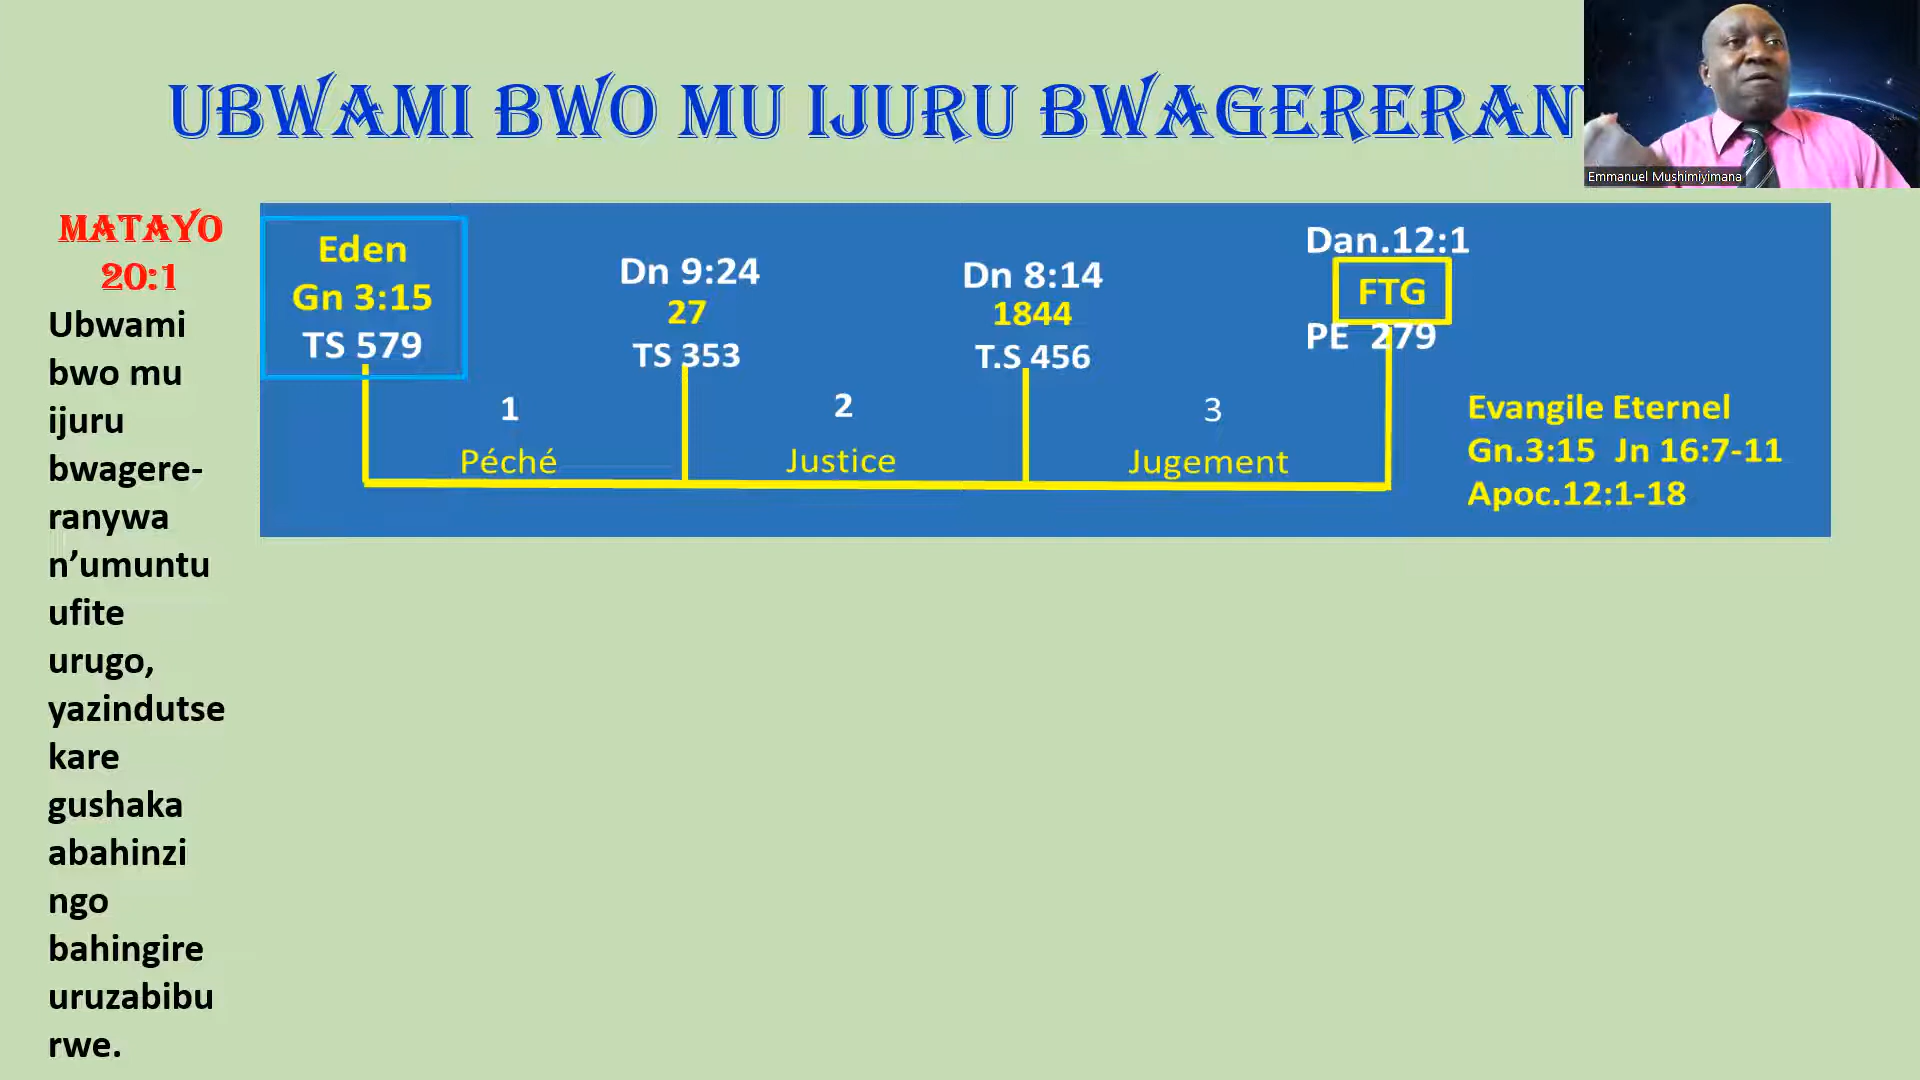 UBWAMI BWO MU IJURU BWAGERERAN
Emmanuel Mushimiyimana
MATAYO
20:1
Ubwami
bwo mu
ijuru
bwagere-
ranywa
n’umuntu
ufite
urugo,
yazindutse
kare
gushaka
abahinzi
ngo
bahingire
uruzabibu
rwe.
Eden
Gn 3:15
TS 579
Dn 9:24
27
TS 353
Dn 8:14
1844
T.S 456
Dan.12:1
FTG
PE 279
1
2
3
Péché
Justice
Jugement
Evangile Eternel
Gn.3:15 Jn 16:7-11
Apoc.12:1-18